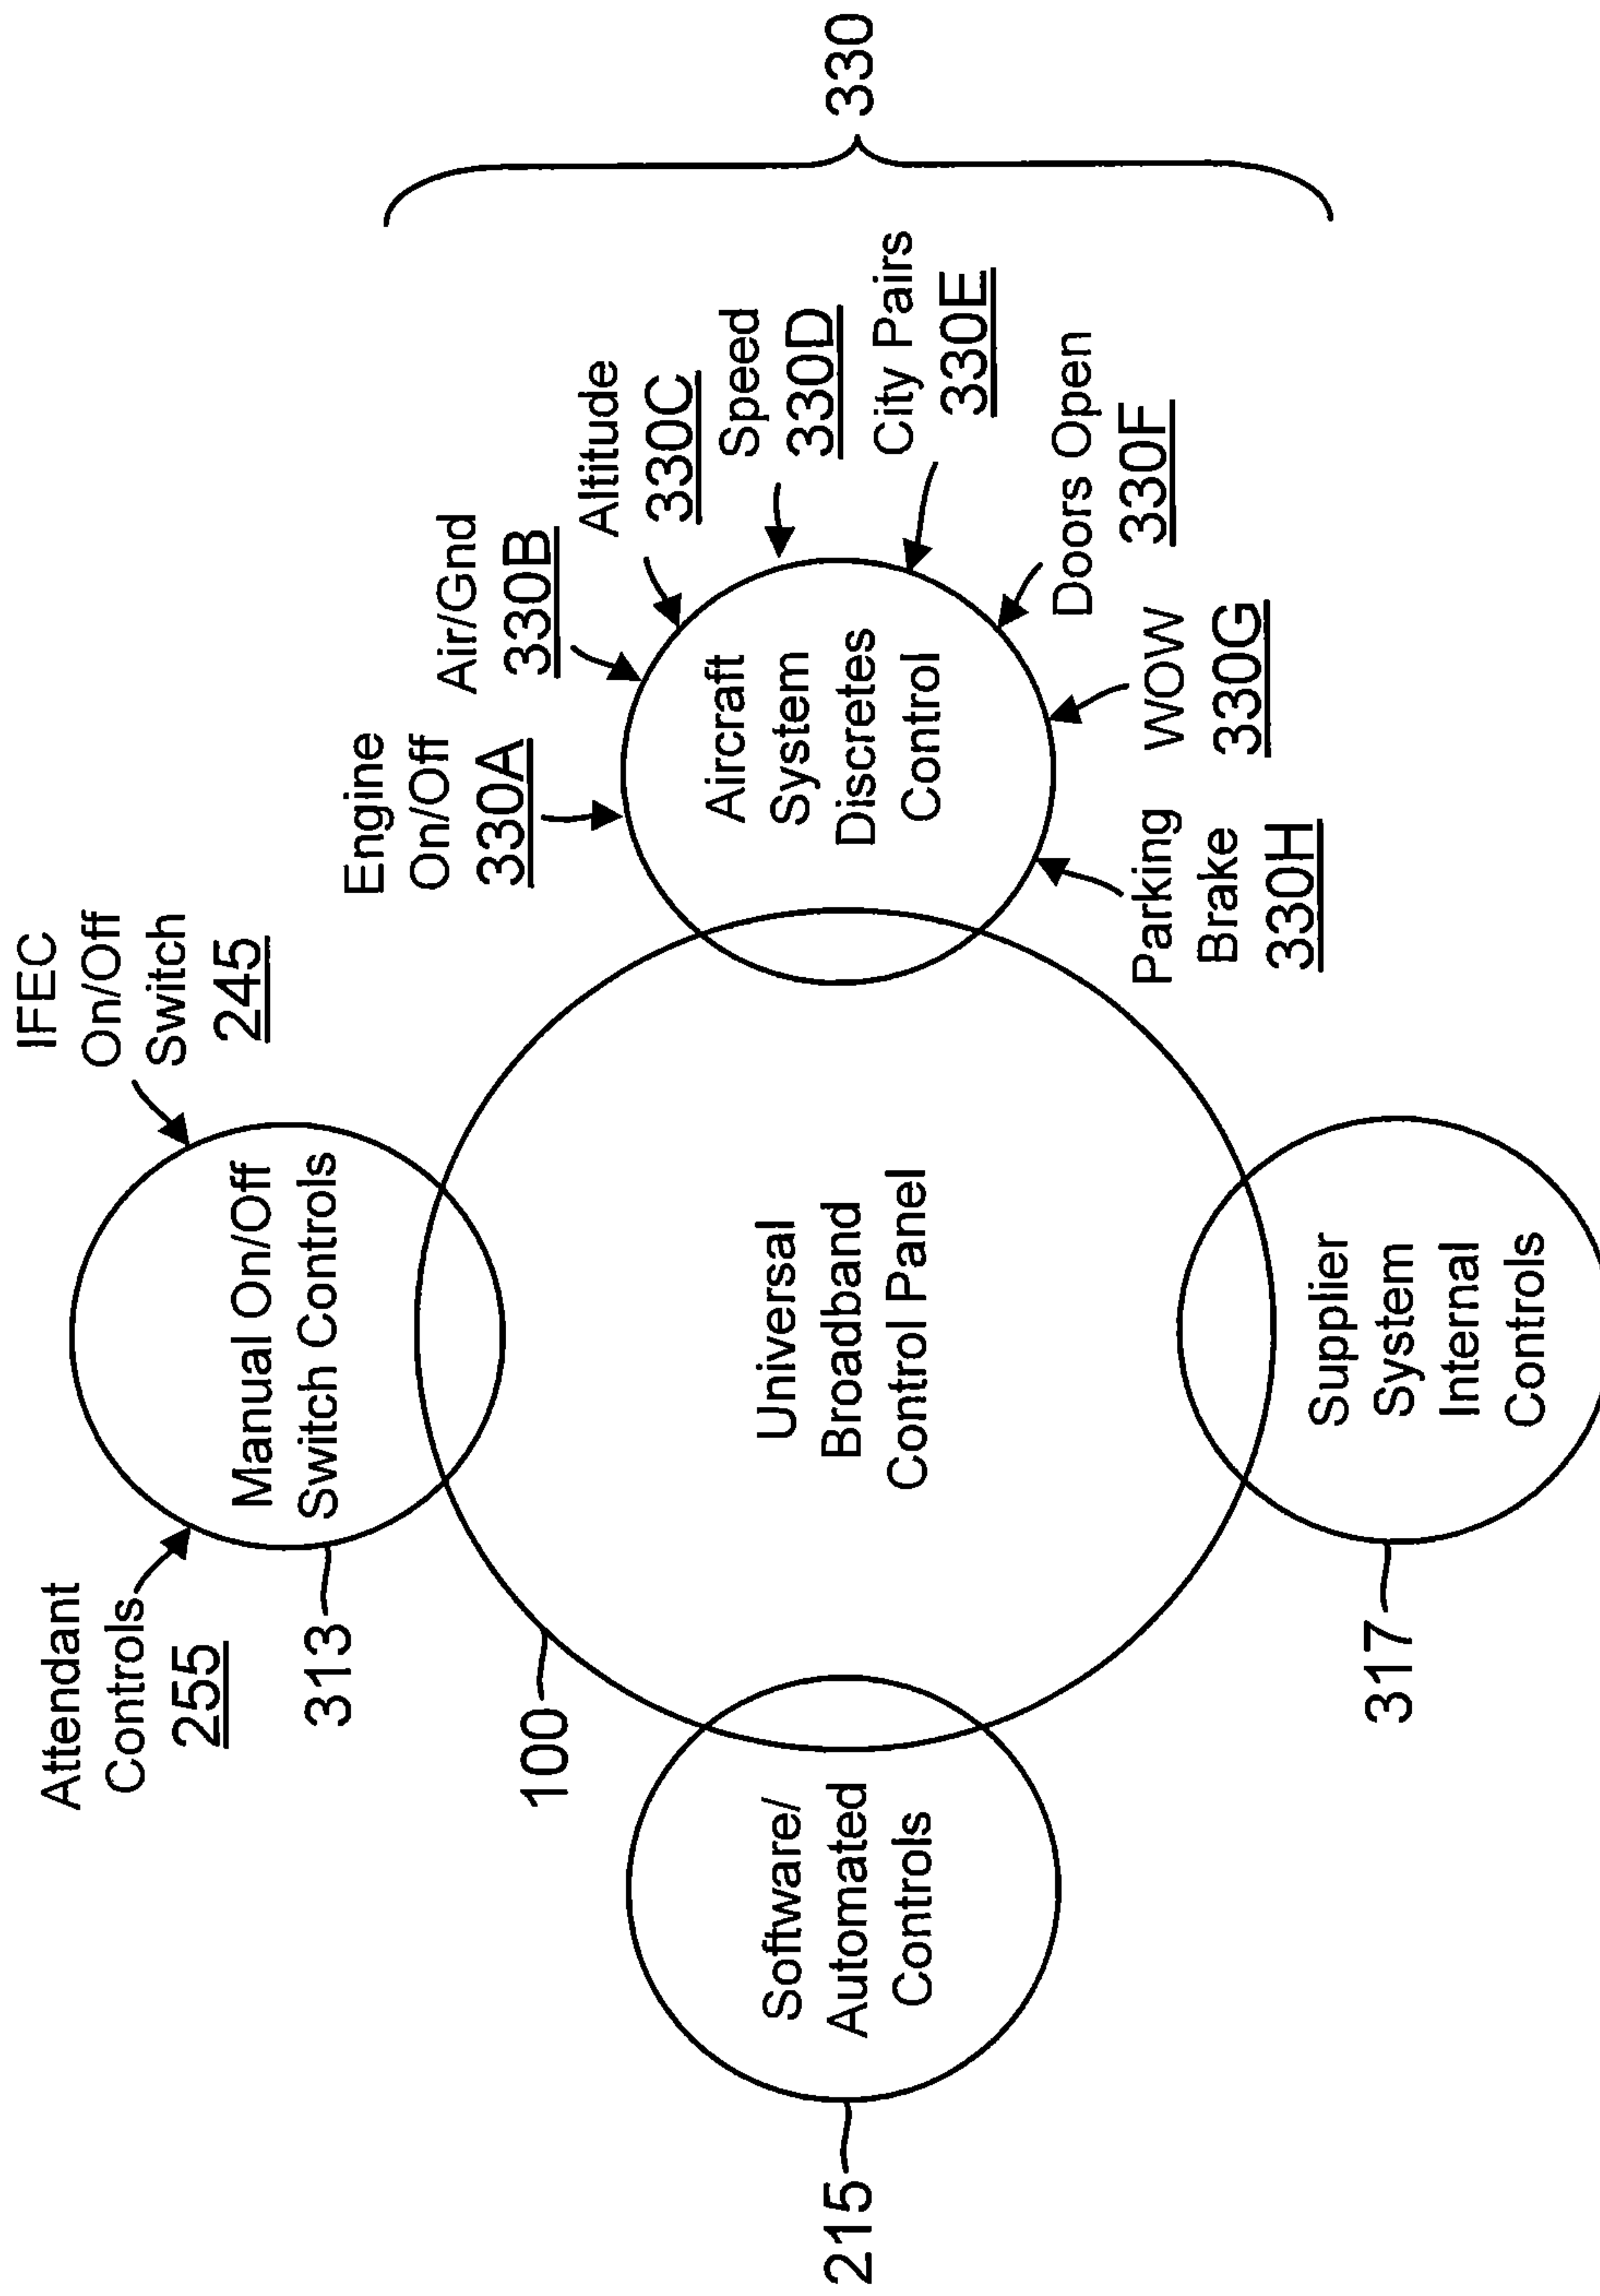 IFEC
On/Off
Switch
245
Attendant
Controls
255
Manual On/Off
Switch Controls
313
100
Universal
Broadband
Control Panel
Software/
Automated
Controls
215
Supplier
System
Internal
Controls
317
Aircraft
System
Discretes
Control
Engine
On/Off
330A
Air/Gnd
330B
Altitude
330C
Speed
330D
City Pairs
330E
Doors Open
330F
WOW
330G
Parking
Brake
330H
330